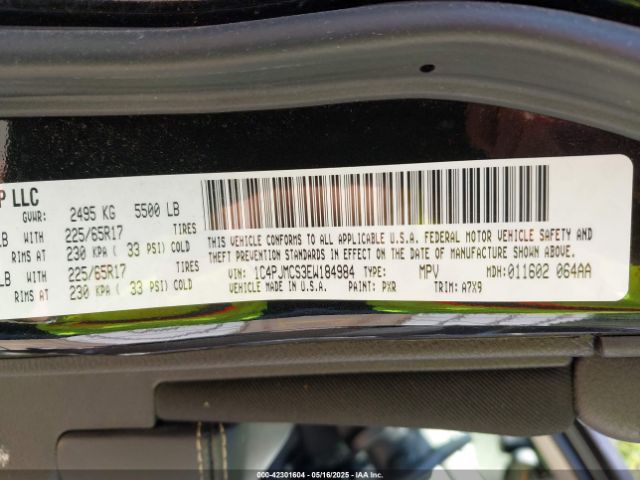 P LLC
GVWR: 2495 KG 5500 LB
LB WITH 225/65R17 TIRES
RIMS AT 230 KPA ( 33 PSI) COLD
LB WITH 225/65R17 TIRES
RIMS AT 230 KPA ( 33 PSI) COLD
THIS VEHICLE CONFORMS TO ALL APPLICABLE U.S.A. FEDERAL MOTOR VEHICLE SAFETY AND
THEFT PREVENTION STANDARDS IN EFFECT ON THE DATE OF MANUFACTURE SHOWN ABOVE.
VIN: 1C4PJMCS3EW184984 TYPE: MPV MDH: 011602 064AA
VEHICLE MADE IN U.S.A. PAINT: PXR TRIM: A7X9
000-42301604 | 05/16/2025 | IAA, Inc.